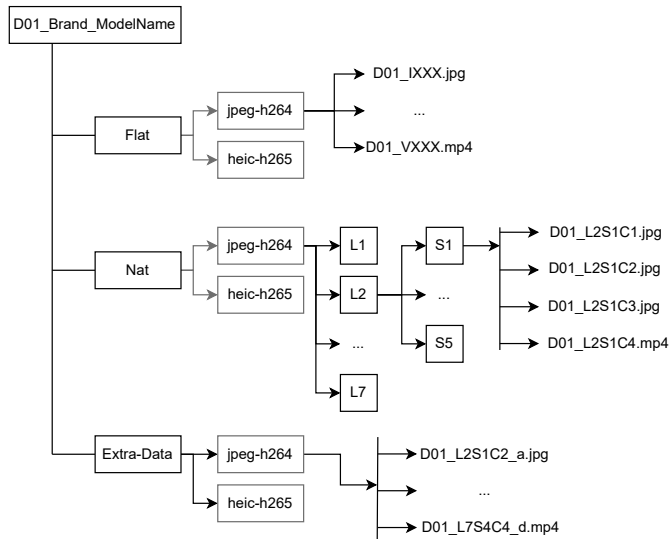 D01_Brand_ModelName
Flat
jpeg-h264
heic-h265
D01_IXXX.jpg
...
D01_VXXX.mp4
Nat
jpeg-h264
heic-h265
L1
L2
...
L7
S1
...
S5
D01_L2S1C1.jpg
D01_L2S1C2.jpg
D01_L2S1C3.jpg
D01_L2S1C4.mp4
Extra-Data
jpeg-h264
heic-h265
D01_L2S1C2_a.jpg
...
D01_L7S4C4_d.mp4